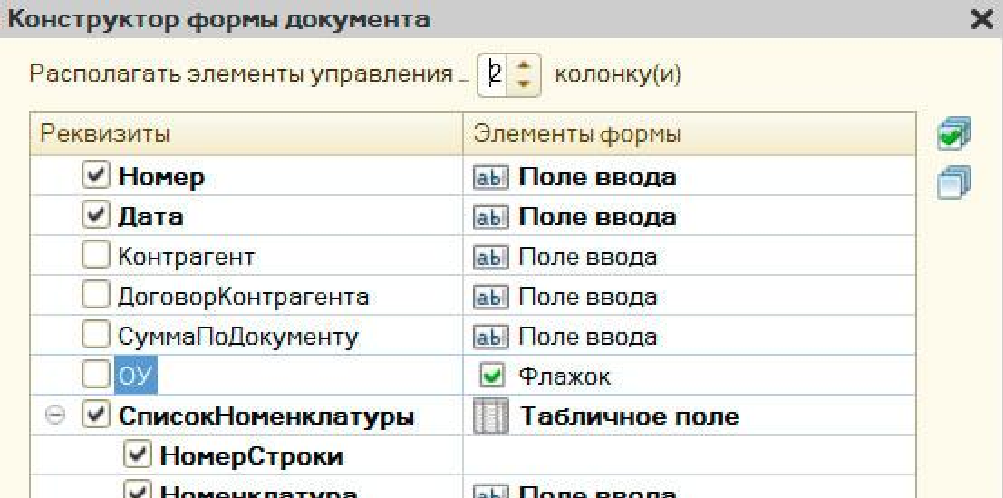 Конструктор формы документа
Располагать элементы управления _ 2 колонку(и)
Реквизиты Элементы формы
Номер Поле ввода
Дата Поле ввода
Контрагент Поле ввода
ДоговорКонтрагента Поле ввода
СуммаПоДокументу Поле ввода
ОУ Флажок
СписокНоменклатуры Табличное поле
НомерСтроки
Номенклатура Поле ввода